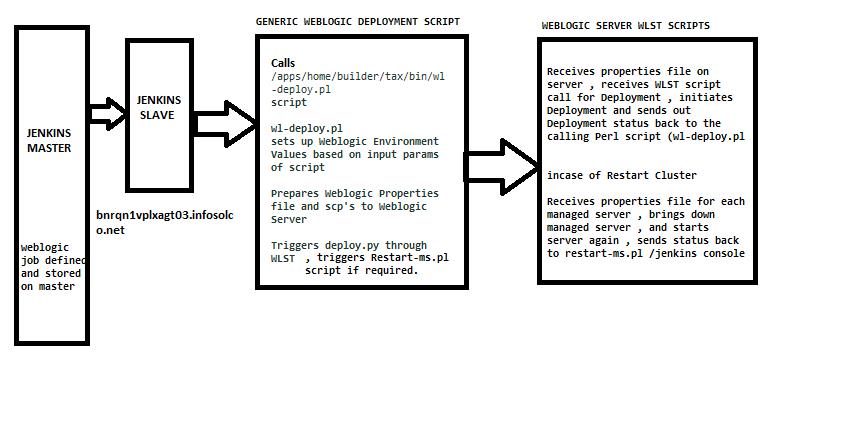 GENERIC WEBLOGIC DEPLOYMENT SCRIPT
WEBLOGIC SERVER WLST SCRIPTS
JENKINS
MASTER
weblogic
job defined
and stored
on master
JENKINS
SLAVE
bnrqn1vplxagt03.infosolc
o.net
Calls
/apps/home/builder/tax/bin/wl
-deploy.pl
script
wl-deploy.pl
sets up Weblogic Environment
Values based on input params
of script
Prepares Weblogic Properties
file and scp's to Weblogic
Server
Triggers deploy.py through
WLST , triggers Restart-ms.pl
script if required.
Receives properties file on
server , receives WLST script
call for Deployment , initiates
Deployment and sends out
Deployment status back to the
calling Perl script (wl-deploy.pl
incase of Restart Cluster
Receives properties file for each
managed server , brings down
managed server , and starts
server again , sends status back
to restart-ms.pl /jenkins console